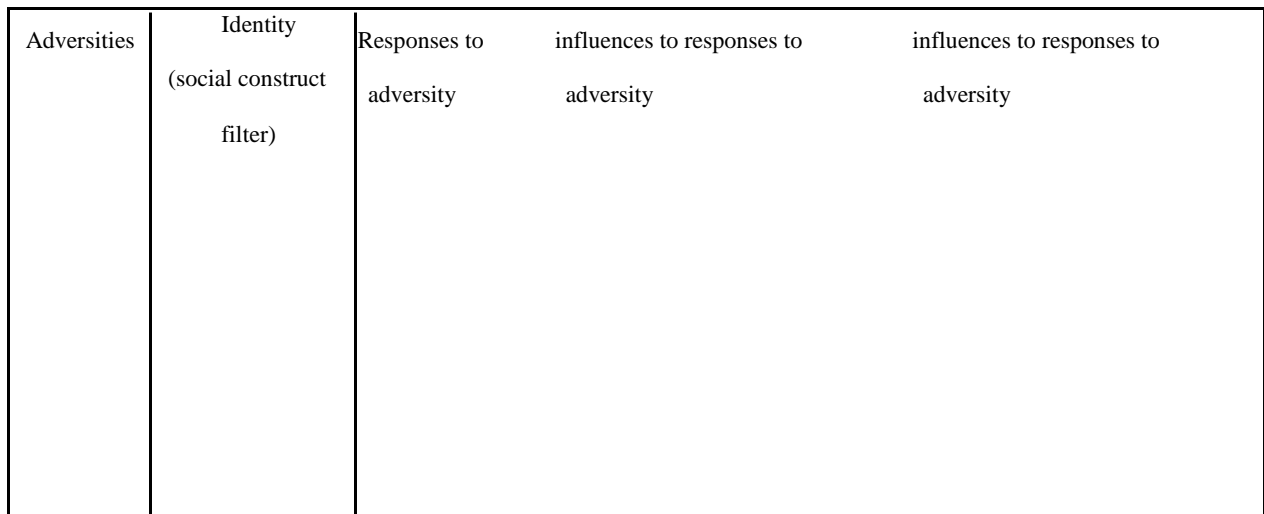 Adversities
Identity
(social construct
filter)
Responses to
adversity
influences to responses to
adversity
influences to responses to
adversity